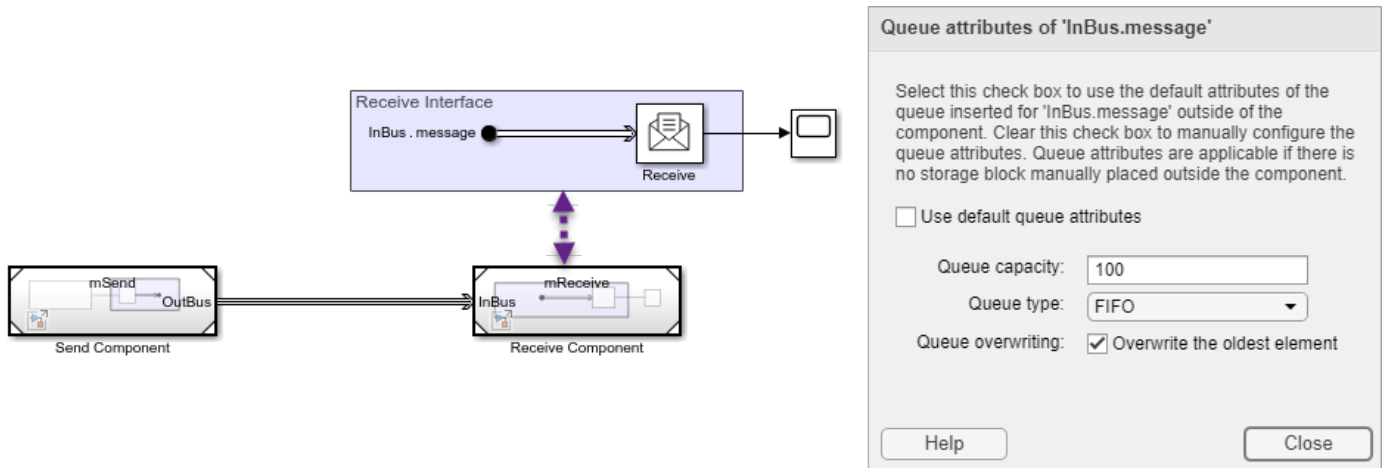 Receive Interface
InBus . message
Receive
mSend
OutBus
Send Component
mReceive
InBus
Receive Component
Queue attributes of 'InBus.message'
Select this check box to use the default attributes of the
queue inserted for 'InBus.message' outside of the
component. Clear this check box to manually configure the
queue attributes. Queue attributes are applicable if there is
no storage block manually placed outside the component.
Use default queue attributes
Queue capacity: 100
Queue type: FIFO
Queue overwriting: Overwrite the oldest element
Help Close